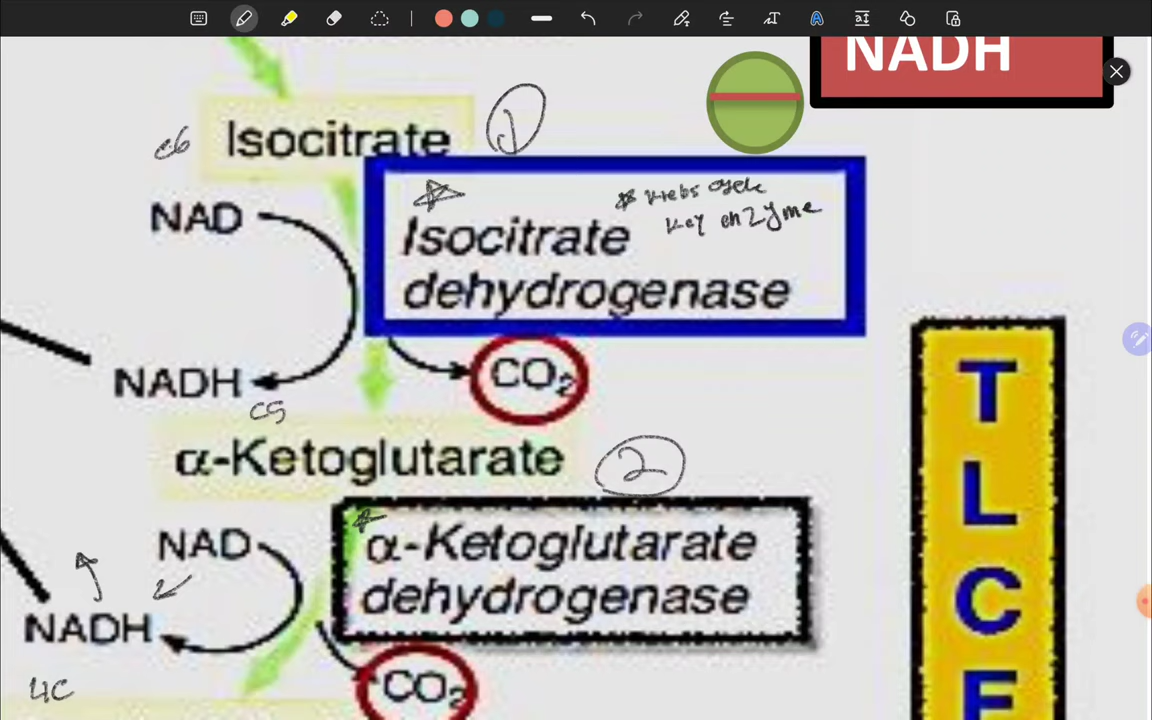 NADH
Isocitrate
1
c6
Krebs cycle
key enzyme
NAD
Isocitrate
dehydrogenase
NADH
CO2
C5
α-Ketoglutarate
2
NAD
α-Ketoglutarate
dehydrogenase
NADH
CO2
4C
T
L
C